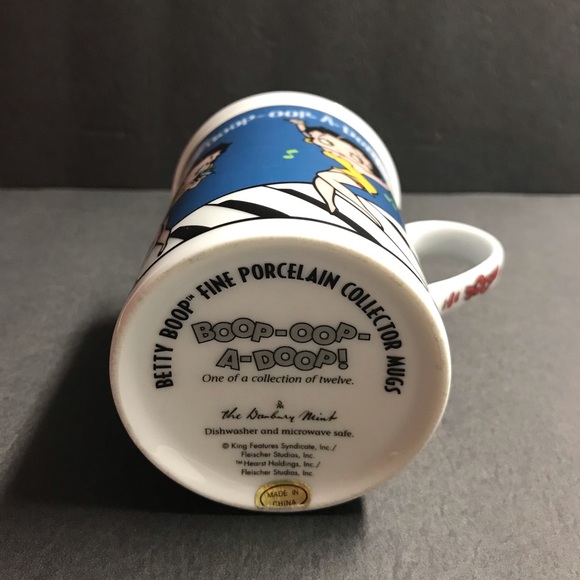 Boop-oop-A-Doop
BETTY BOOP™ FINE PORCELAIN COLLECTOR MUGS
BOOP-OOP-
A-DOOP!
One of a collection of twelve.
The Danbury Mint
Dishwasher and microwave safe.
© King Features Syndicate, Inc./
Fleischer Studios, Inc.
™Hearst Holdings, Inc./
Fleischer Studios, Inc.
MADE IN
CHINA